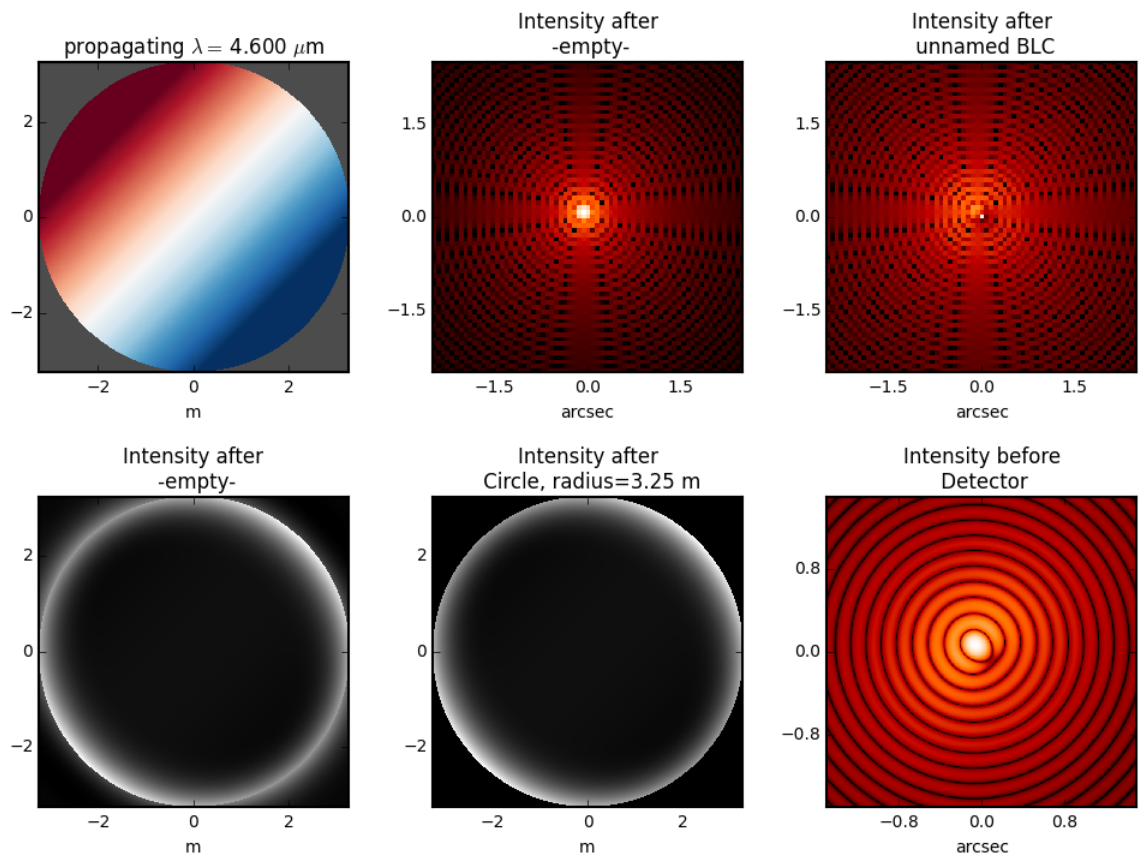 propagating λ = 4.600 μm
2
0
−2
−2 0 2
m
Intensity after
-empty-
1.5
0.0
−1.5
−1.5 0.0 1.5
arcsec
Intensity after
unnamed BLC
1.5
0.0
−1.5
−1.5 0.0 1.5
arcsec
Intensity after
-empty-
2
0
−2
−2 0 2
m
Intensity after
Circle, radius=3.25 m
2
0
−2
−2 0 2
m
Intensity before
Detector
0.8
0.0
−0.8
−0.8 0.0 0.8
arcsec